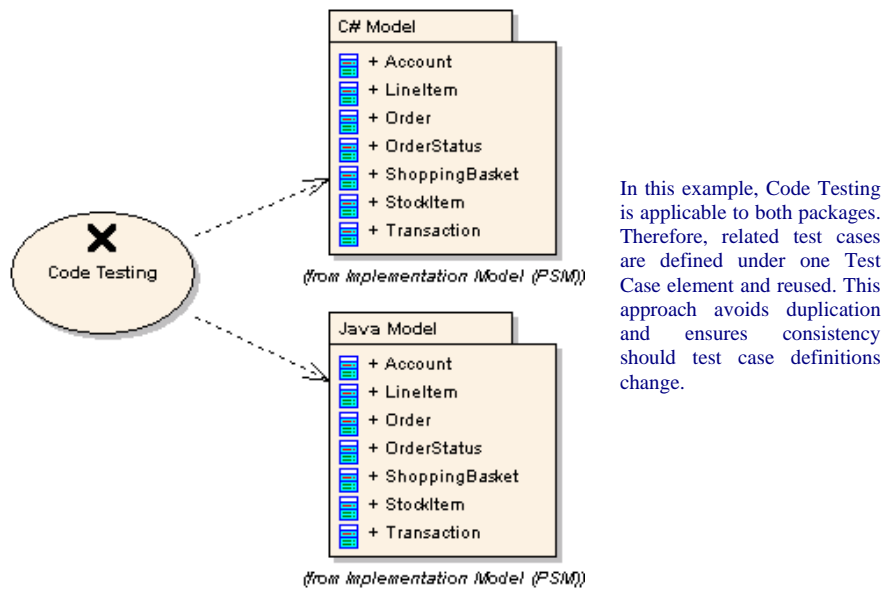 C# Model
+ Account
+ LineItem
+ Order
+ OrderStatus
+ ShoppingBasket
+ StockItem
+ Transaction
(from Implementation Model (PSM))
Code Testing
Java Model
+ Account
+ LineItem
+ Order
+ OrderStatus
+ ShoppingBasket
+ StockItem
+ Transaction
(from Implementation Model (PSM))
In this example, Code Testing
is applicable to both packages.
Therefore, related test cases
are defined under one Test
Case element and reused. This
approach avoids duplication
and ensures consistency
should test case definitions
change.